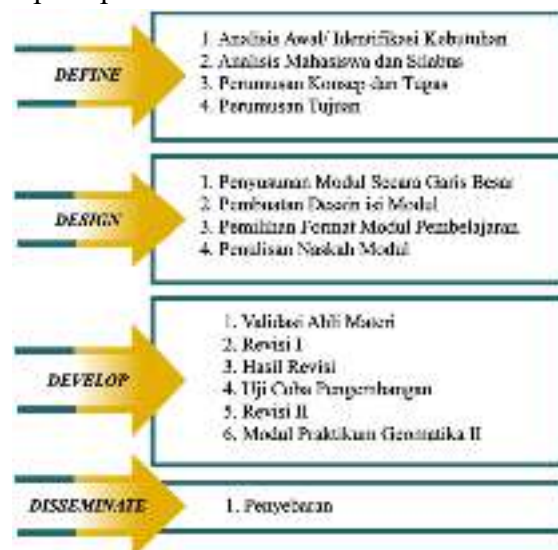 DEFINE
1. Analisis Awal/ Identifikasi Kebutuhan
2. Analisis Mahasiswa dan Silabus
3. Perumusan Konsep dan Tugas
4. Perumusan Tujuan
DESIGN
1. Penyusunan Modul Secara Garis Besar
2. Pembuatan Desain isi Modul
3. Pemilihan Format Modul Pembelajaran
4. Penulisan Naskah Modul
DEVELOP
1. Validasi Ahli Materi
2. Revisi I
3. Hasil Revisi
4. Uji Coba Pengembangan
5. Revisi II
6. Modul Praktikum Geomatika II
DISSEMINATE
1. Penyebaran